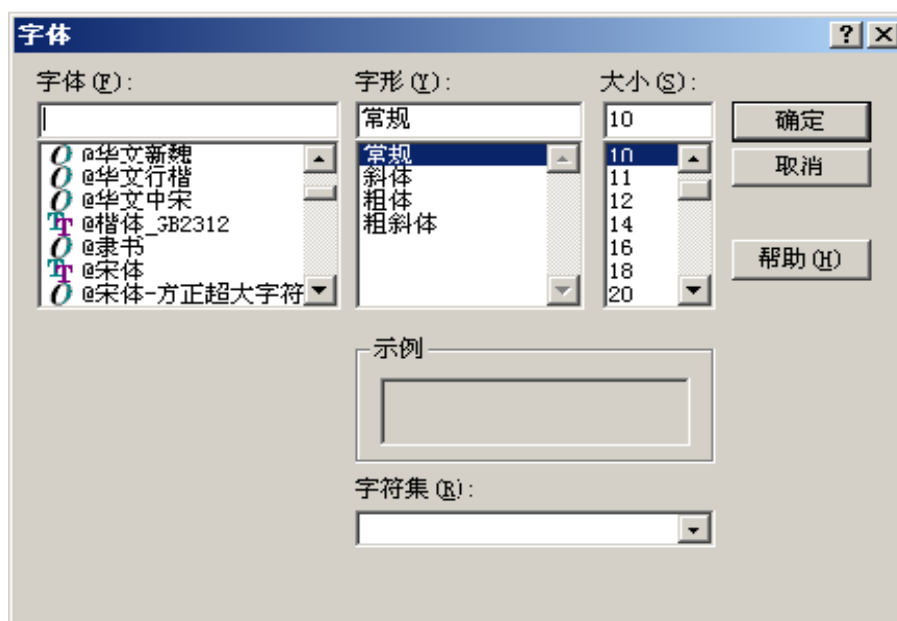 字体
字体(F):
@华文新魏
@华文行楷
@华文中宋
@楷体_GB2312
@隶书
@宋体
@宋体-方正超大字符
字形(Y):
常规
常规
斜体
粗体
粗斜体
大小(S):
10
10
11
12
14
16
18
20
确定
取消
帮助(H)
示例
字符集(R):